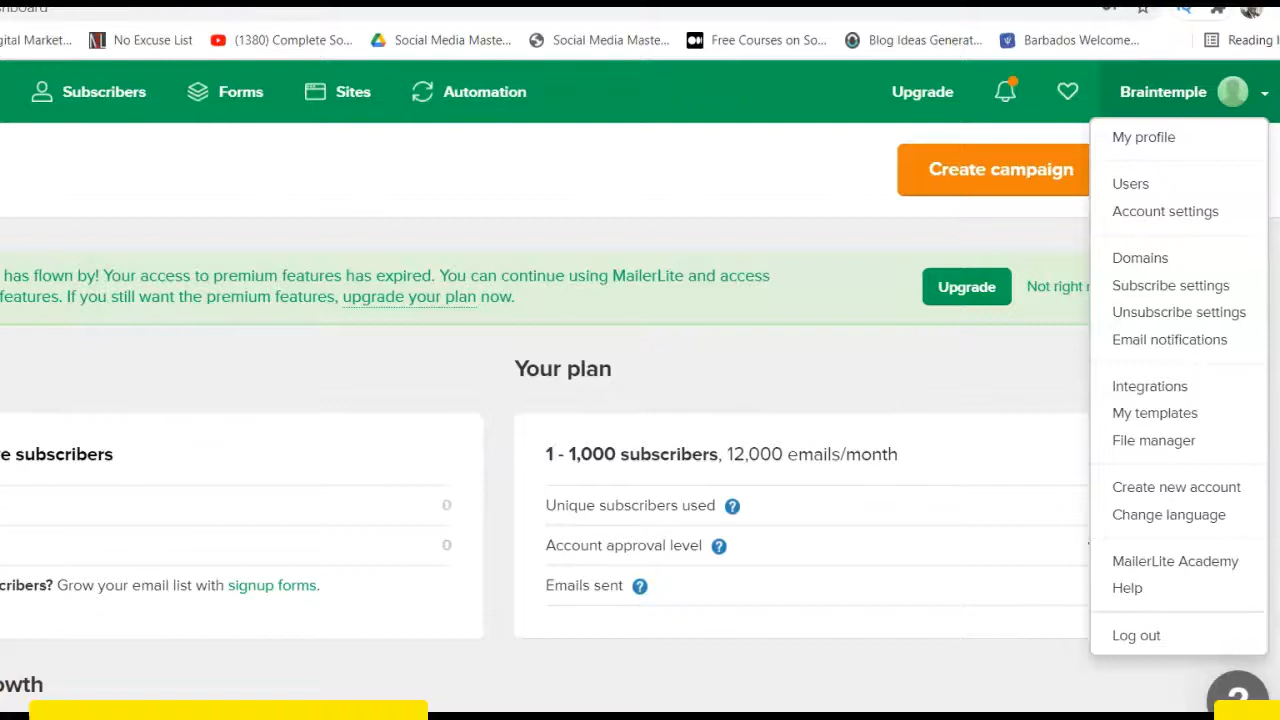 gital Market...
No Excuse List
(1380) Complete So...
Social Media Maste...
Social Media Maste...
Free Courses on So...
Blog Ideas Generat...
Barbados Welcome...
Reading
Subscribers
Forms
Sites
Automation
Upgrade
Braintemple
Create campaign
My profile
Users
Account settings
Domains
Subscribe settings
Unsubscribe settings
Email notifications
Integrations
My templates
File manager
Create new account
Change language
MailerLite Academy
Help
Log out
has flown by! Your access to premium features has expired. You can continue using MailerLite and access
features. If you still want the premium features, upgrade your plan now.
Upgrade
Not right
Your plan
e subscribers
0
0
cribers? Grow your email list with signup forms.
1 - 1,000 subscribers, 12,000 emails/month
Unique subscribers used ?
Account approval level ?
Emails sent ?
owth
?